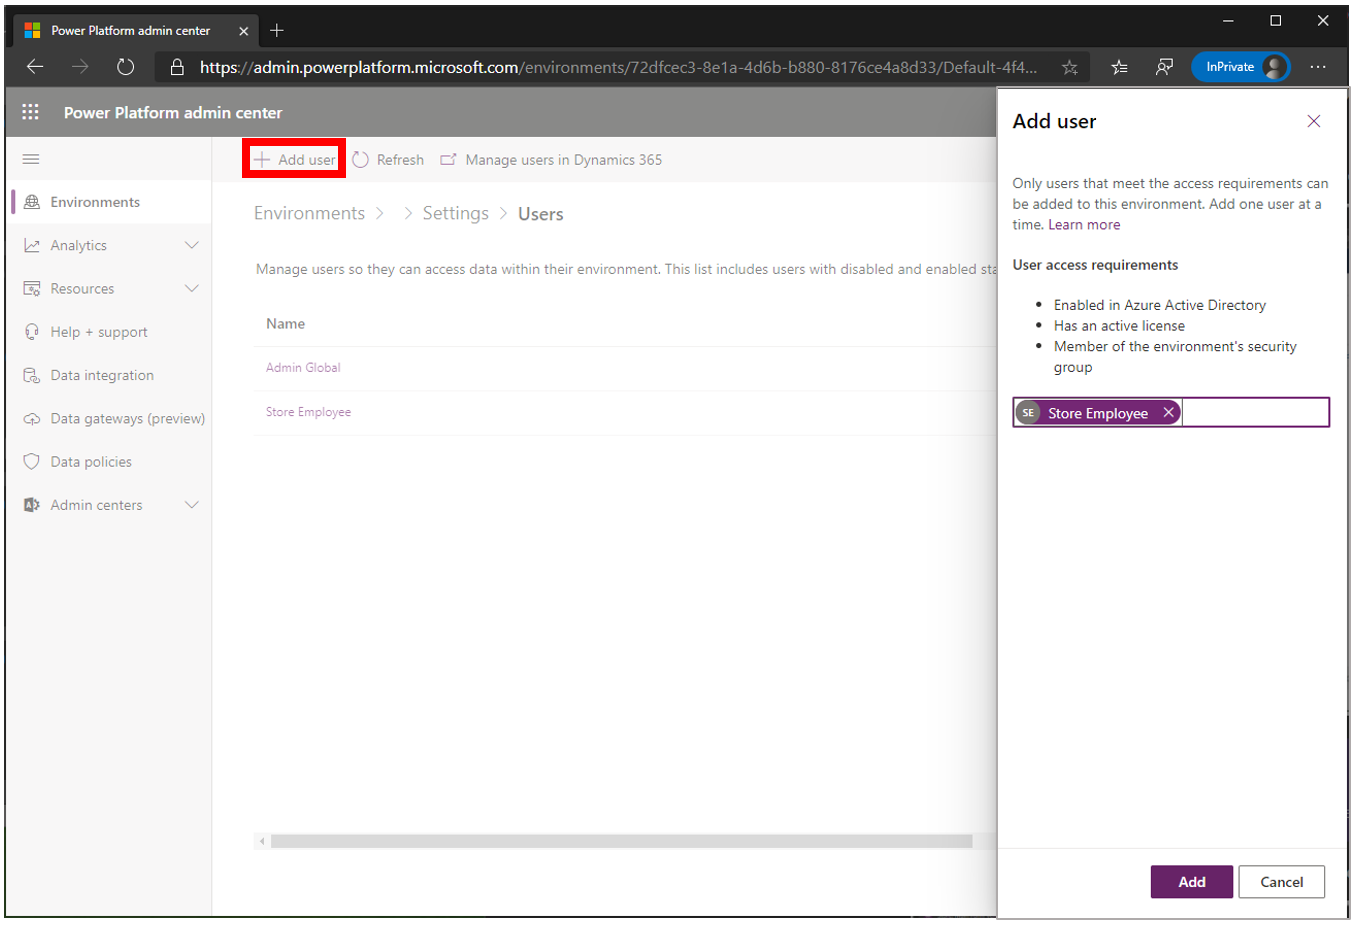 Power Platform admin center
https://admin.powerplatform.microsoft.com/environments/72dfcec3-8e1a-4d6b-b880-8176ce4a8d33/Default-4f4...
InPrivate
Power Platform admin center
Add user
Refresh
Manage users in Dynamics 365
Environments
Analytics
Resources
Help + support
Data integration
Data gateways (preview)
Data policies
Admin centers
Environments > > Settings > Users
Manage users so they can access data within their environment. This list includes users with disabled and enabled sta
Name
Admin Global
Store Employee
Add user
Only users that meet the access requirements can
be added to this environment. Add one user at a
time. Learn more
User access requirements
• Enabled in Azure Active Directory
• Has an active license
• Member of the environment's security
group
SE Store Employee
Add
Cancel